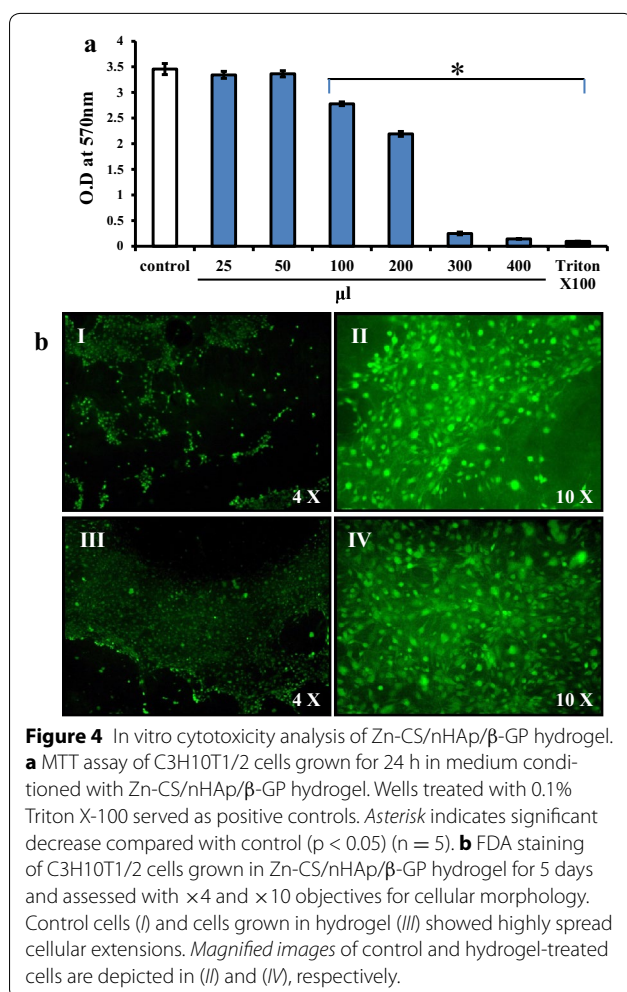 a
4
3.5
3
2.5
2
1.5
1
0.5
0
O.D at 570nm
*
control 25 50 100 200 300 400 Triton
X100
µl
b
I
4 X
II
10 X
III
4 X
IV
10 X
Figure 4 In vitro cytotoxicity analysis of Zn-CS/nHAp/β-GP hydrogel.
a MTT assay of C3H10T1/2 cells grown for 24 h in medium condi-
tioned with Zn-CS/nHAp/β-GP hydrogel. Wells treated with 0.1%
Triton X-100 served as positive controls. Asterisk indicates significant
decrease compared with control (p < 0.05) (n = 5). b FDA staining
of C3H10T1/2 cells grown in Zn-CS/nHAp/β-GP hydrogel for 5 days
and assessed with ×4 and ×10 objectives for cellular morphology.
Control cells (I) and cells grown in hydrogel (III) showed highly spread
cellular extensions. Magnified images of control and hydrogel-treated
cells are depicted in (II) and (IV), respectively.